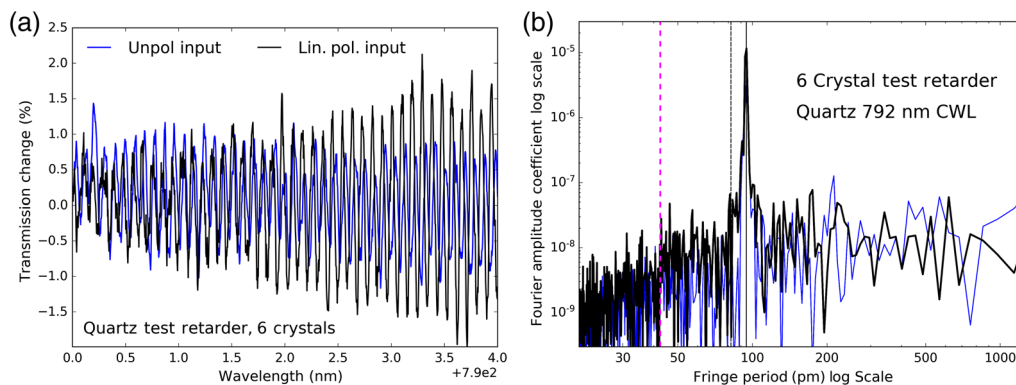 (a)
2.5
2.0
1.5
1.0
0.5
0.0
−0.5
−1.0
−1.5
Transmission change (%)
Unpol input
Lin. pol. input
Quartz test retarder, 6 crystals
0.0 0.5 1.0 1.5 2.0 2.5 3.0 3.5 4.0
+7.9e2
Wavelength (nm)
(b)
10-5
10-6
10-7
10-8
10-9
Fourier amplitude coefficient log scale
6 Crystal test retarder
Quartz 792 nm CWL
30 50 100 200 500 1000
Fringe period (pm) log Scale